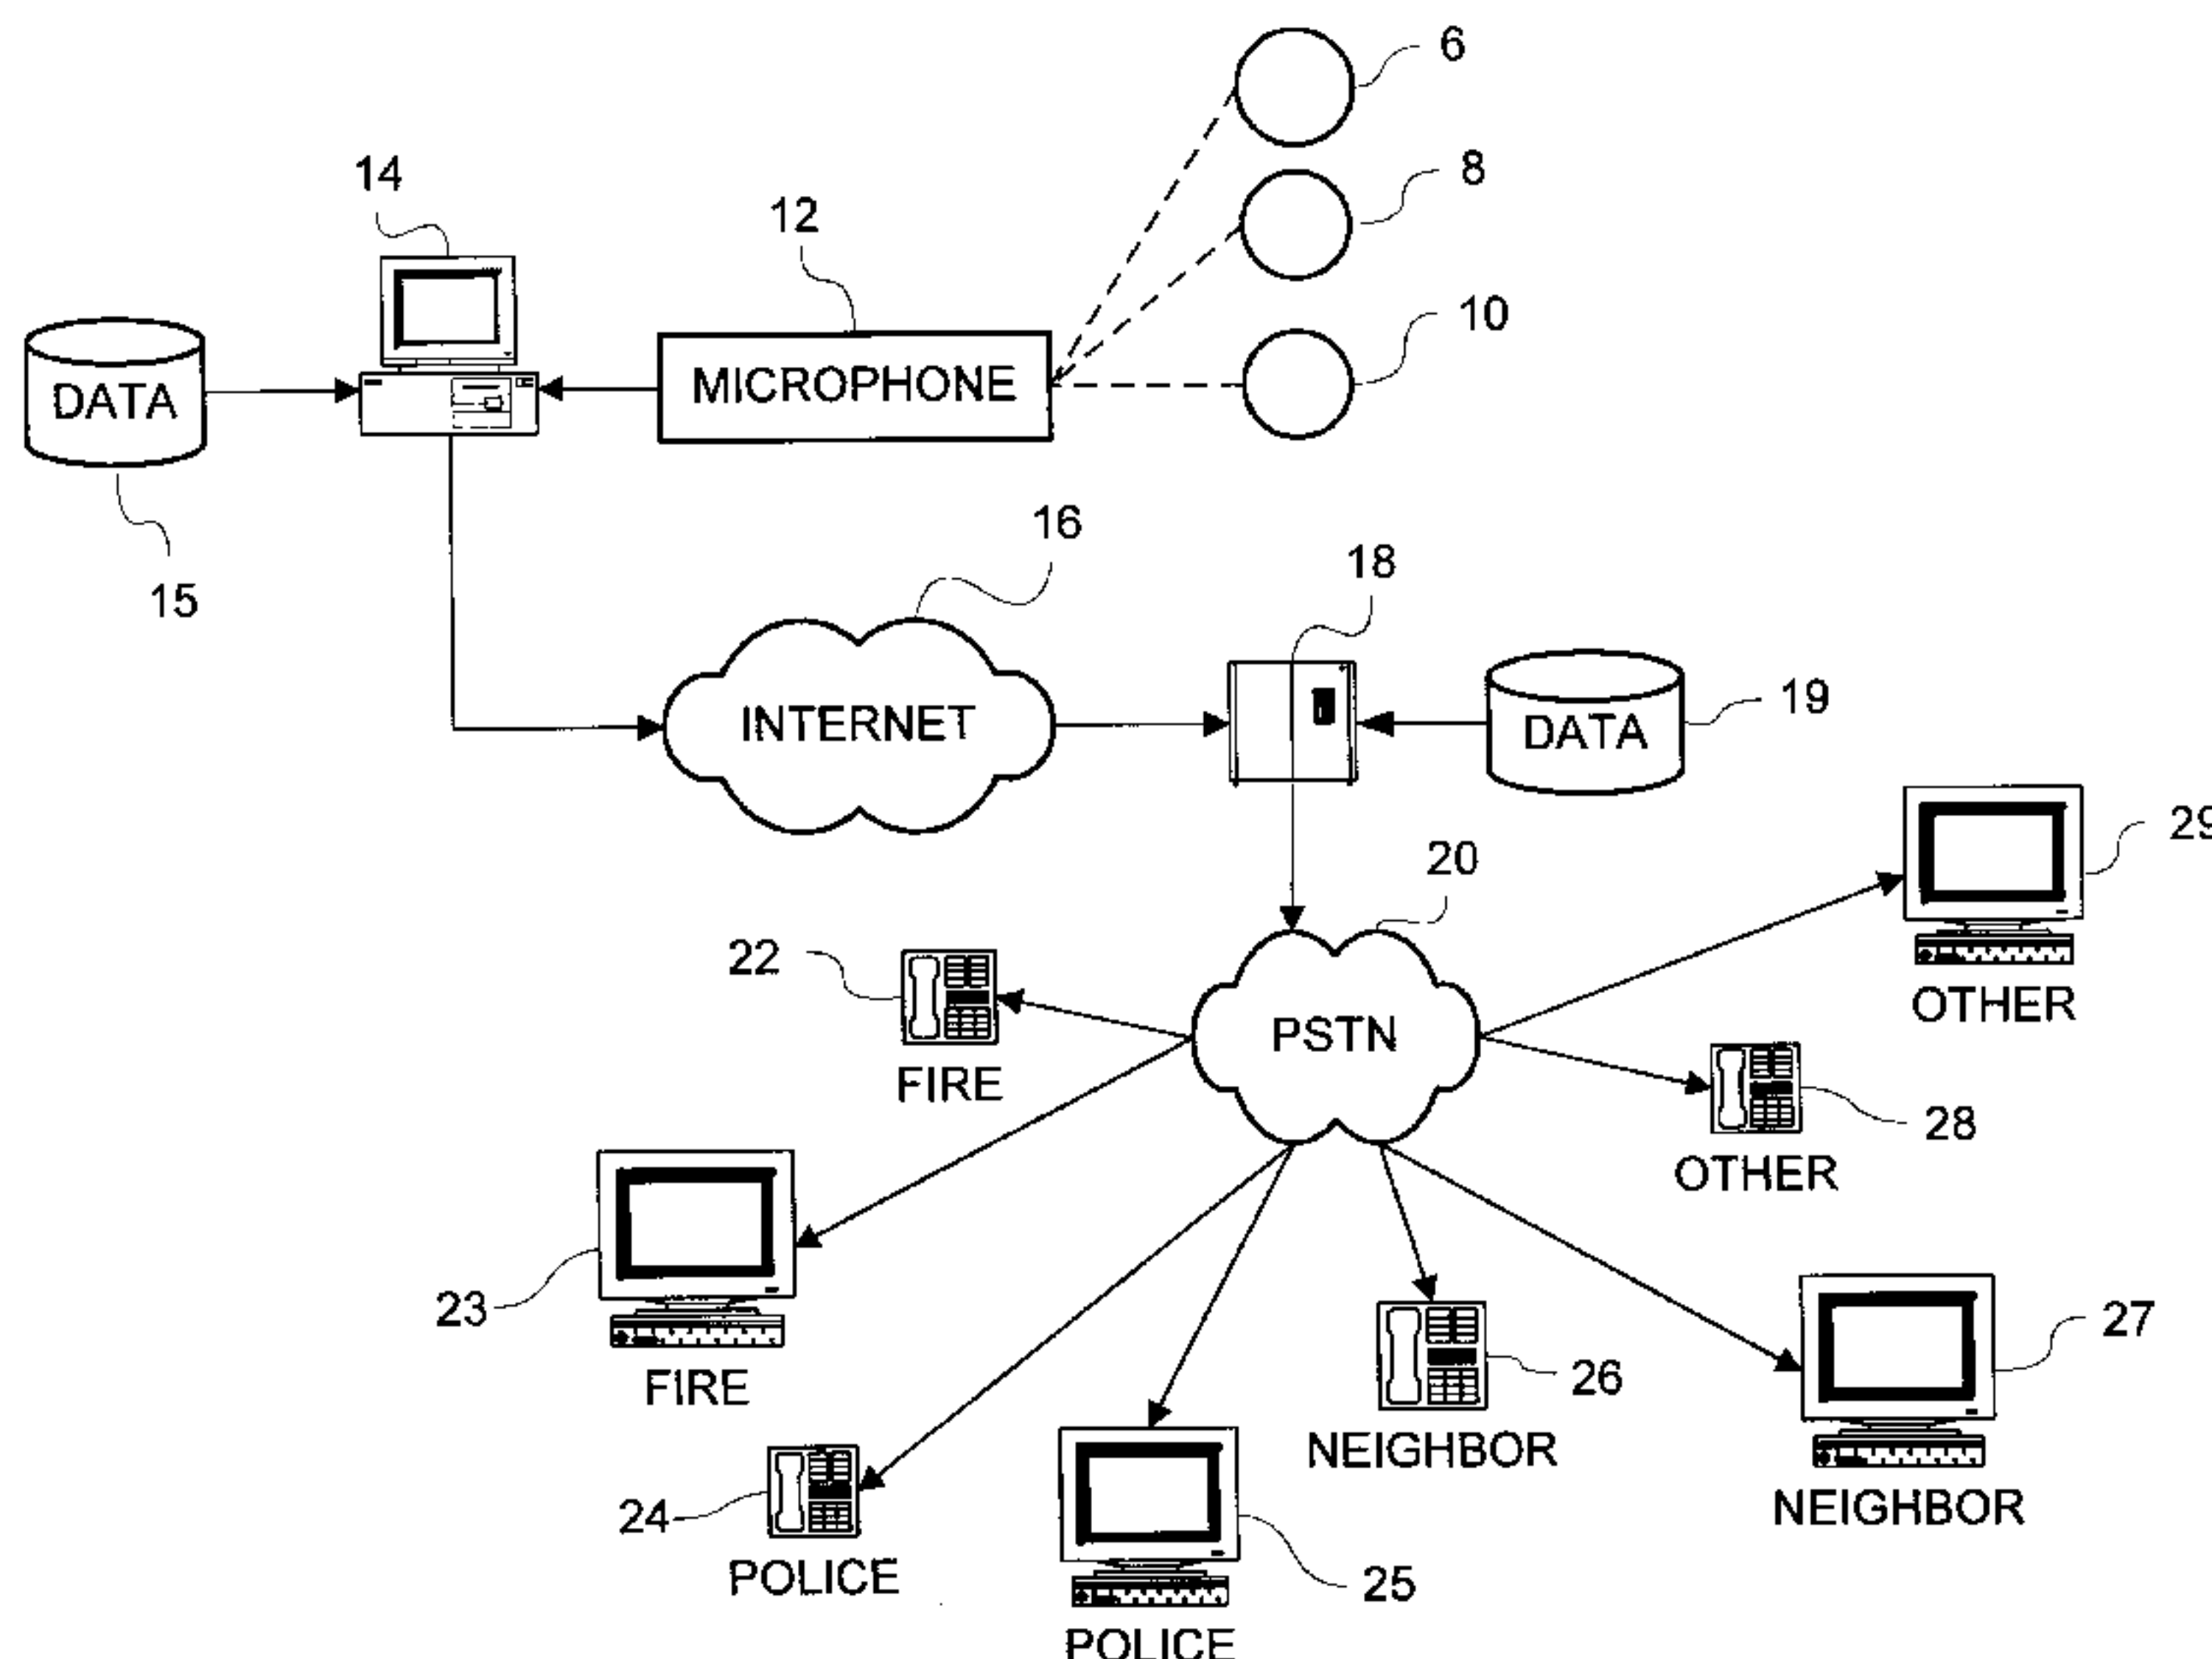 6
8
14
12
10
DATA
MICROPHONE
15
16
18
19
INTERNET
DATA
29
20
22
OTHER
PSTN
FIRE
28
OTHER
23
27
26
FIRE
NEIGHBOR
24
NEIGHBOR
POLICE
25
POLICE